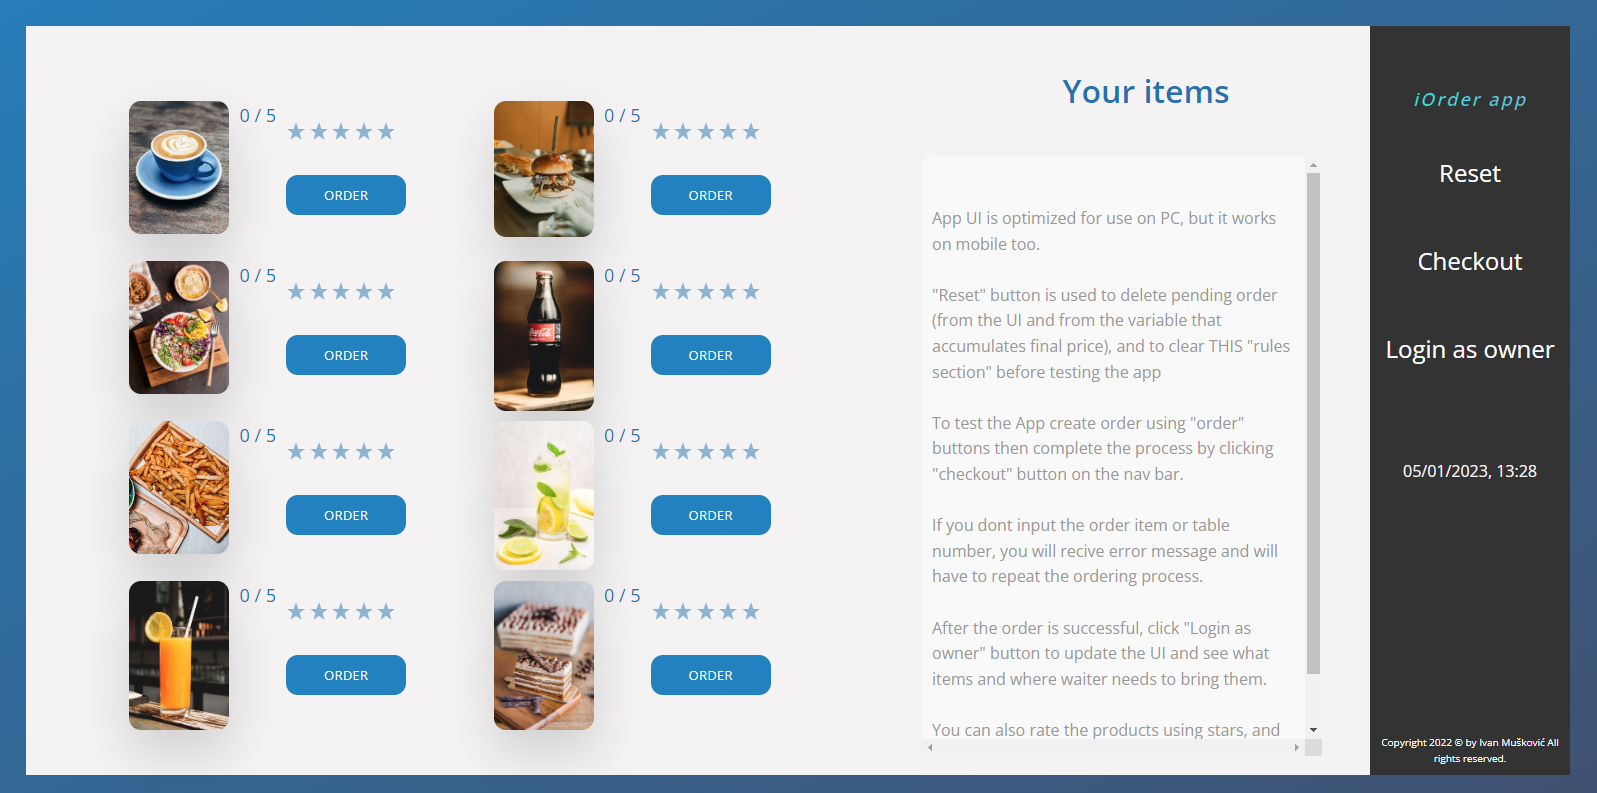 0 / 5
ORDER
0 / 5
ORDER
0 / 5
ORDER
0 / 5
Coca-Cola
ORDER
0 / 5
ORDER
0 / 5
ORDER
0 / 5
ORDER
0 / 5
ORDER
Your items
App UI is optimized for use on PC, but it works
on mobile too.
"Reset" button is used to delete pending order
(from the UI and from the variable that
accumulates final price), and to clear THIS "rules
section" before testing the app
To test the App create order using "order"
buttons then complete the process by clicking
"checkout" button on the nav bar.
If you dont input the order item or table
number, you will recive error message and will
have to repeat the ordering process.
After the order is successful, click "Login as
owner" button to update the UI and see what
items and where waiter needs to bring them.
You can also rate the products using stars, and
iOrder app
Reset
Checkout
Login as owner
05/01/2023, 13:28
Copyright 2022 © by Ivan Mušković All
rights reserved.